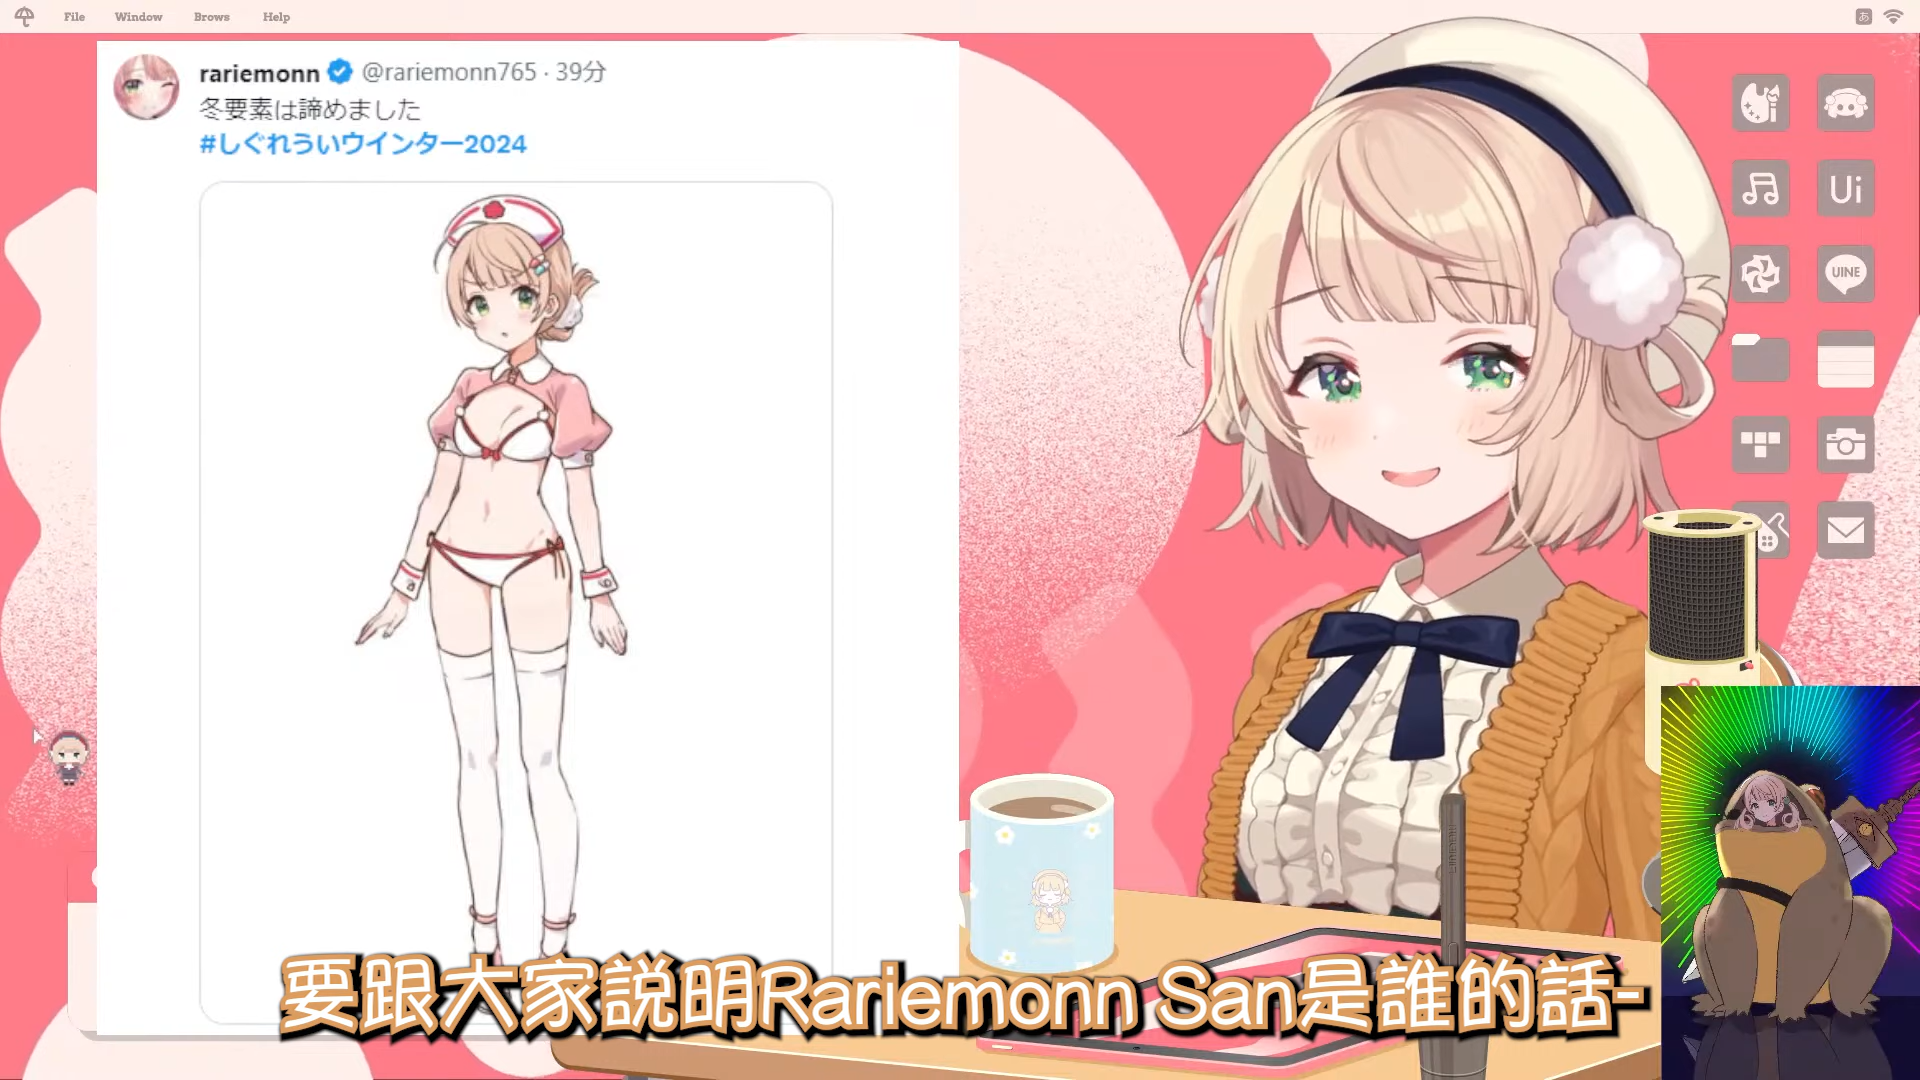 File Window Brows Help
あ
rariemonn @rariemonn765 · 39分
冬要素は諦めました
#しぐれういウインター2024
Ui
UINE
要跟大家説明Rariemonn San是誰的話-